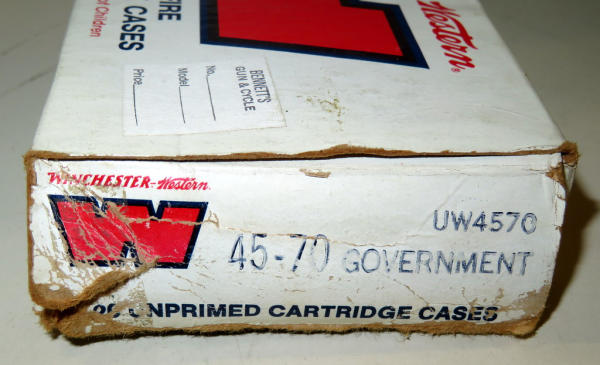 Western®
FIRE
CASES
of Children
BENNETT'S
GUN & CYCLE
No.
Model
Price
WINCHESTER-Western®
W
UW4570
45-70 GOVERNMENT
UNPRIMED CARTRIDGE CASES